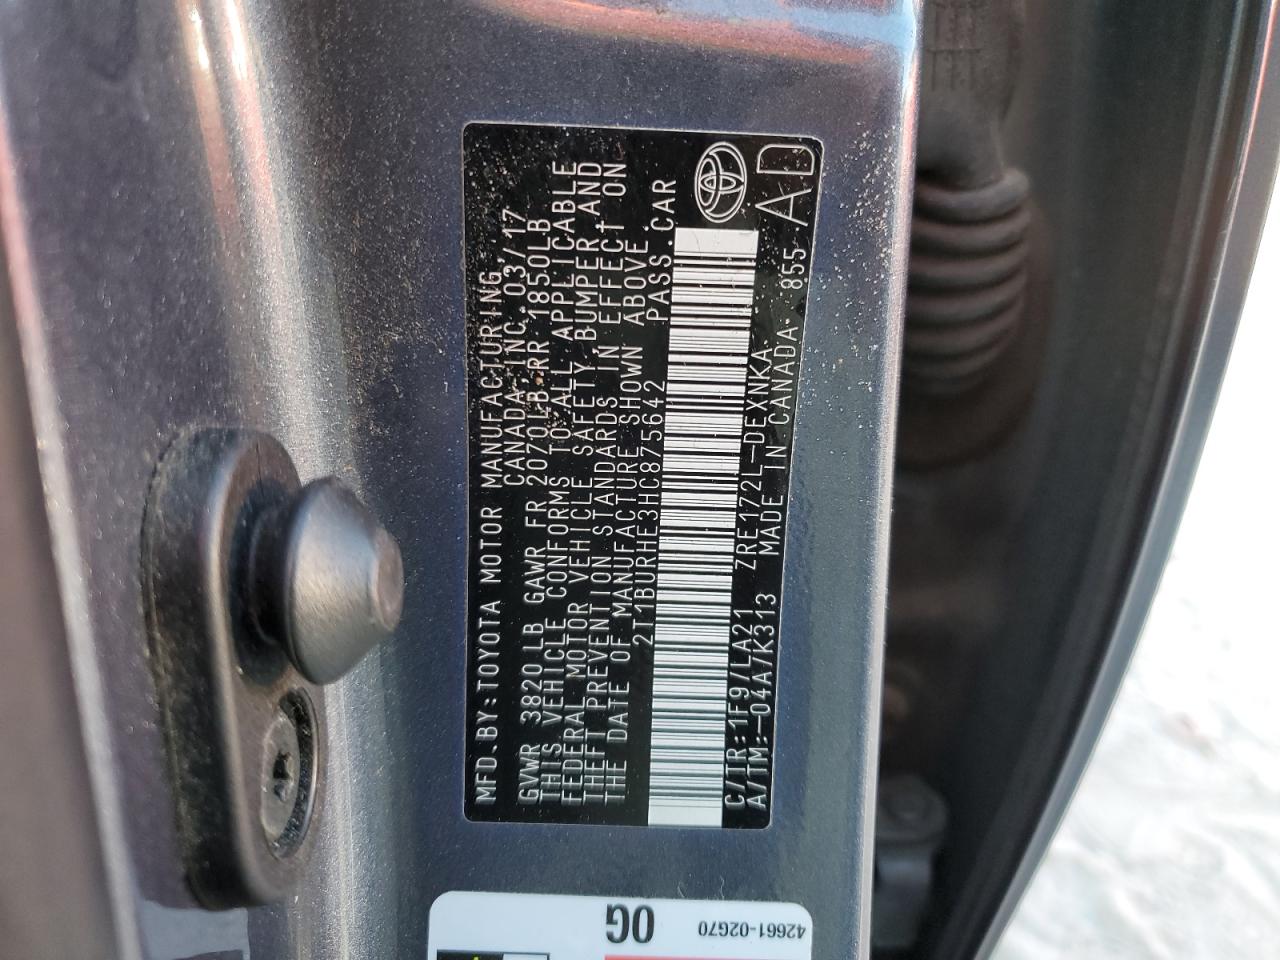 MFD.BY:TOYOTA MOTOR MANUFACTURING
CANADA INC. 03/17
GVWR 3820LB GAWR FR 2070LB RR 1850LB
THIS VEHICLE CONFORMS TO ALL APPLICABLE
FEDERAL MOTOR VEHICLE SAFETY, BUMPER AND
THEFT PREVENTION STANDARDS IN EFFECT ON
THE DATE OF MANUFACTURE SHOWN ABOVE.
2T1BURHE3HC875642 PASS.CAR
C/TR:1F9/LA21 ZRE172L-DEXNKA
A/TM:-04A/K313 MADE IN CANADA 855
AD
0G
42661-02G70